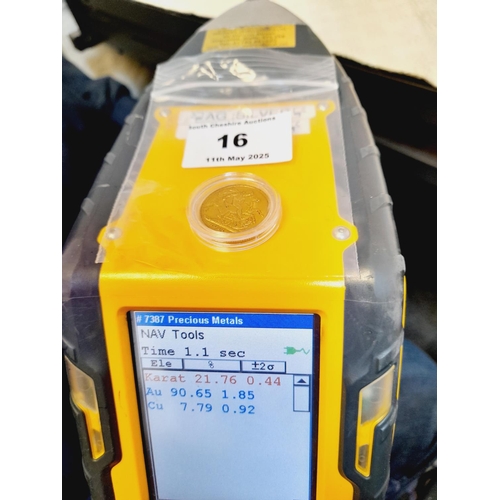 South Cheshire Auctions
16
11th May 2025
# 7387 Precious Metals
NAV Tools
Time 1.1 sec
Ele % ±2σ
Karat 21.76 0.44
Au 90.65 1.85
Cu 7.79 0.92